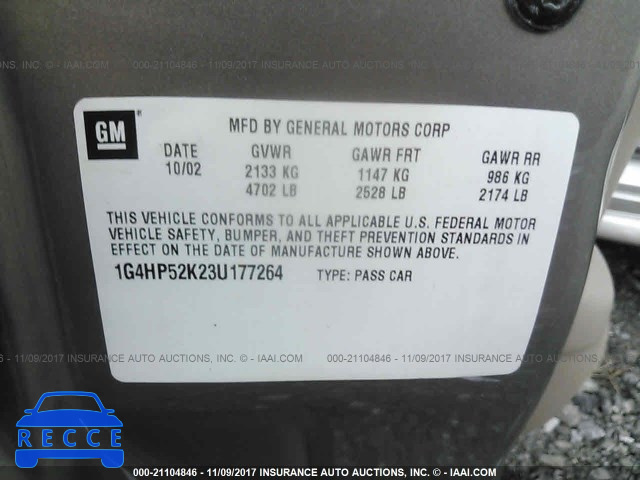 000-21104846 - 11/09/2017 INSURANCE AUTO AUCTIONS, INC. © - IAAI.COM
GM ®
MFD BY GENERAL MOTORS CORP
DATE GVWR GAWR FRT GAWR RR
10/02 2133 KG 1147 KG 986 KG
4702 LB 2528 LB 2174 LB
THIS VEHICLE CONFORMS TO ALL APPLICABLE U.S. FEDERAL MOTOR
VEHICLE SAFETY, BUMPER, AND THEFT PREVENTION STANDARDS IN
EFFECT ON THE DATE OF MANUFACTURE SHOWN ABOVE.
1G4HP52K23U177264 TYPE: PASS CAR
11/09/2017 INSURANCE AUTO AUCTIONS, INC. © - IAAI.COM 000-21104846 - 11/09/2017 INSURANCE AUTO AUCTIONS,
RECCE
000-21104846 - 11/09/2017 INSURANCE AUTO AUCTIONS, INC. © - IAAI.COM